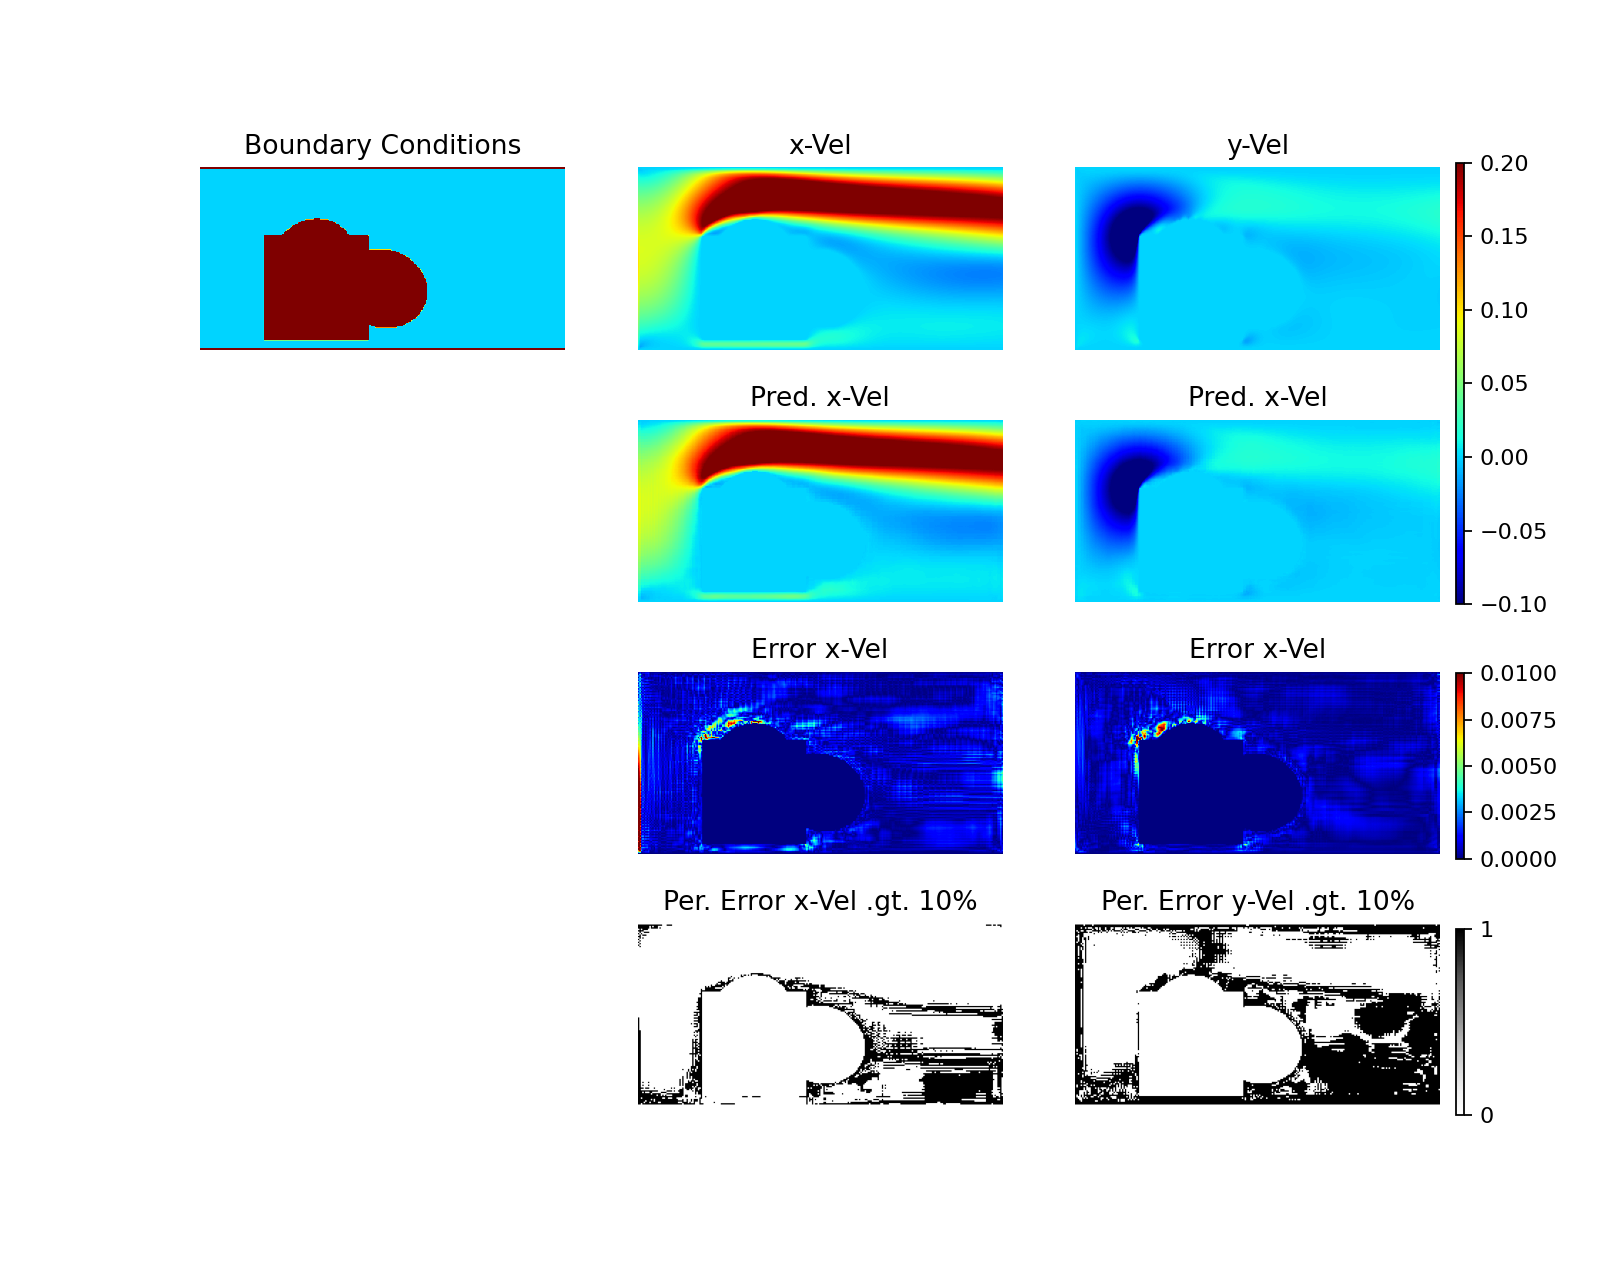 Boundary Conditions
x-Vel
y-Vel
0.20
0.15
0.10
0.05
0.00
−0.05
−0.10
Pred. x-Vel
Pred. x-Vel
Error x-Vel
Error x-Vel
0.0100
0.0075
0.0050
0.0025
0.0000
Per. Error x-Vel .gt. 10%
Per. Error y-Vel .gt. 10%
1
0